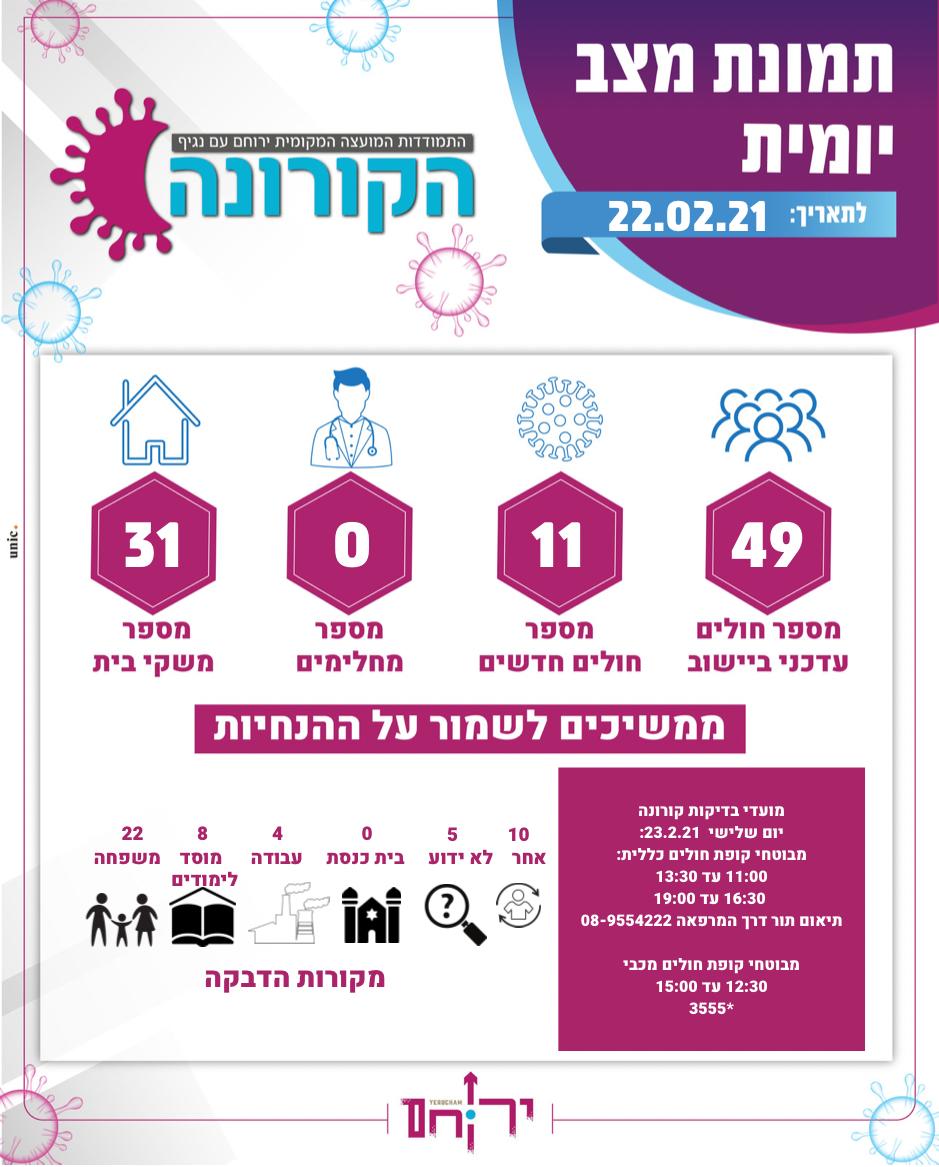 תמונת מצב
יומית
לתאריך: 22.02.21
התמודדות המועצה המקומית ירוחם עם נגיף
הקורונה
49
מספר חולים
עדכני ביישוב
11
מספר
חולים חדשים
0
מספר
מחלימים
31
מספר
משקי בית
ממשיכים לשמור על ההנחיות
מועדי בדיקות קורונה
יום שלישי 23.2.21:
מבוטחי קופת חולים כללית:
11:00 עד 13:30
16:30 עד 19:00
תיאום תור דרך המרפאה 08-9554222
מבוטחי קופת חולים מכבי
12:30 עד 15:00
3555*
10
אחר
5
לא ידוע
0
בית כנסת
4
עבודה
8
מוסד
לימודים
22
משפחה
?
מקורות הדבקה
unic.
YERUCHAM
ירוחם